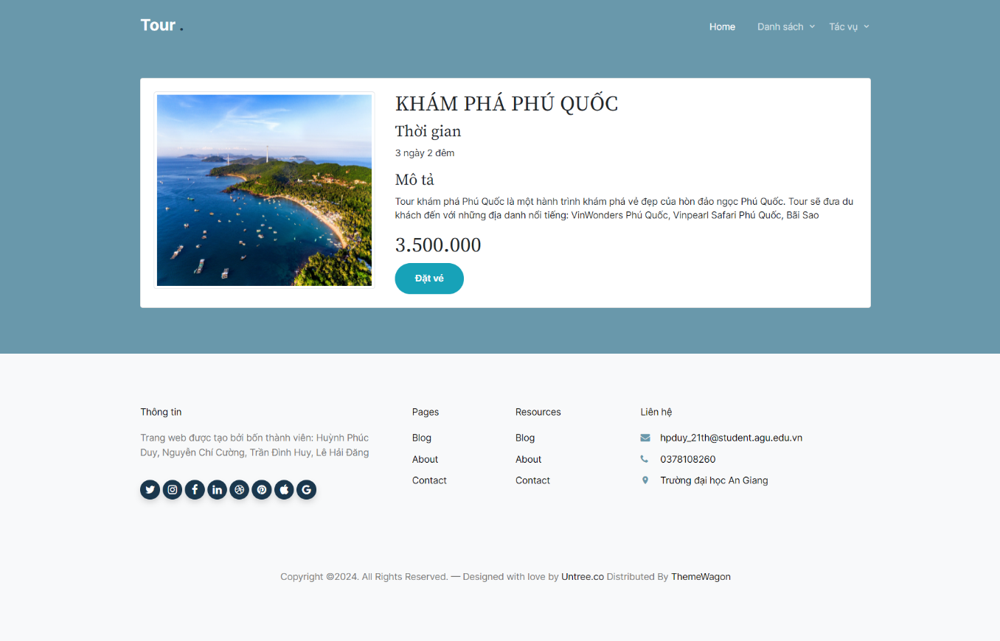 Tour .
Home
Danh sách
Tác vụ
KHÁM PHÁ PHÚ QUỐC
Thời gian
3 ngày 2 đêm
Mô tả
Tour khám phá Phú Quốc là một hành trình khám phá vẻ đẹp của hòn đảo ngọc Phú Quốc. Tour sẽ đưa du
khách đến với những địa danh nổi tiếng: VinWonders Phú Quốc, Vinpearl Safari Phú Quốc, Bãi Sao
3.500.000
Đặt vé
Thông tin
Trang web được tạo bởi bốn thành viên: Huỳnh Phúc
Duy, Nguyễn Chí Cường, Trần Đình Huy, Lê Hải Đăng
Pages
Blog
About
Contact
Resources
Blog
About
Contact
Liên hệ
hpduy_21th@student.agu.edu.vn
0378108260
Trường đại học An Giang
Copyright ©2024. All Rights Reserved. — Designed with love by Untree.co Distributed By ThemeWagon